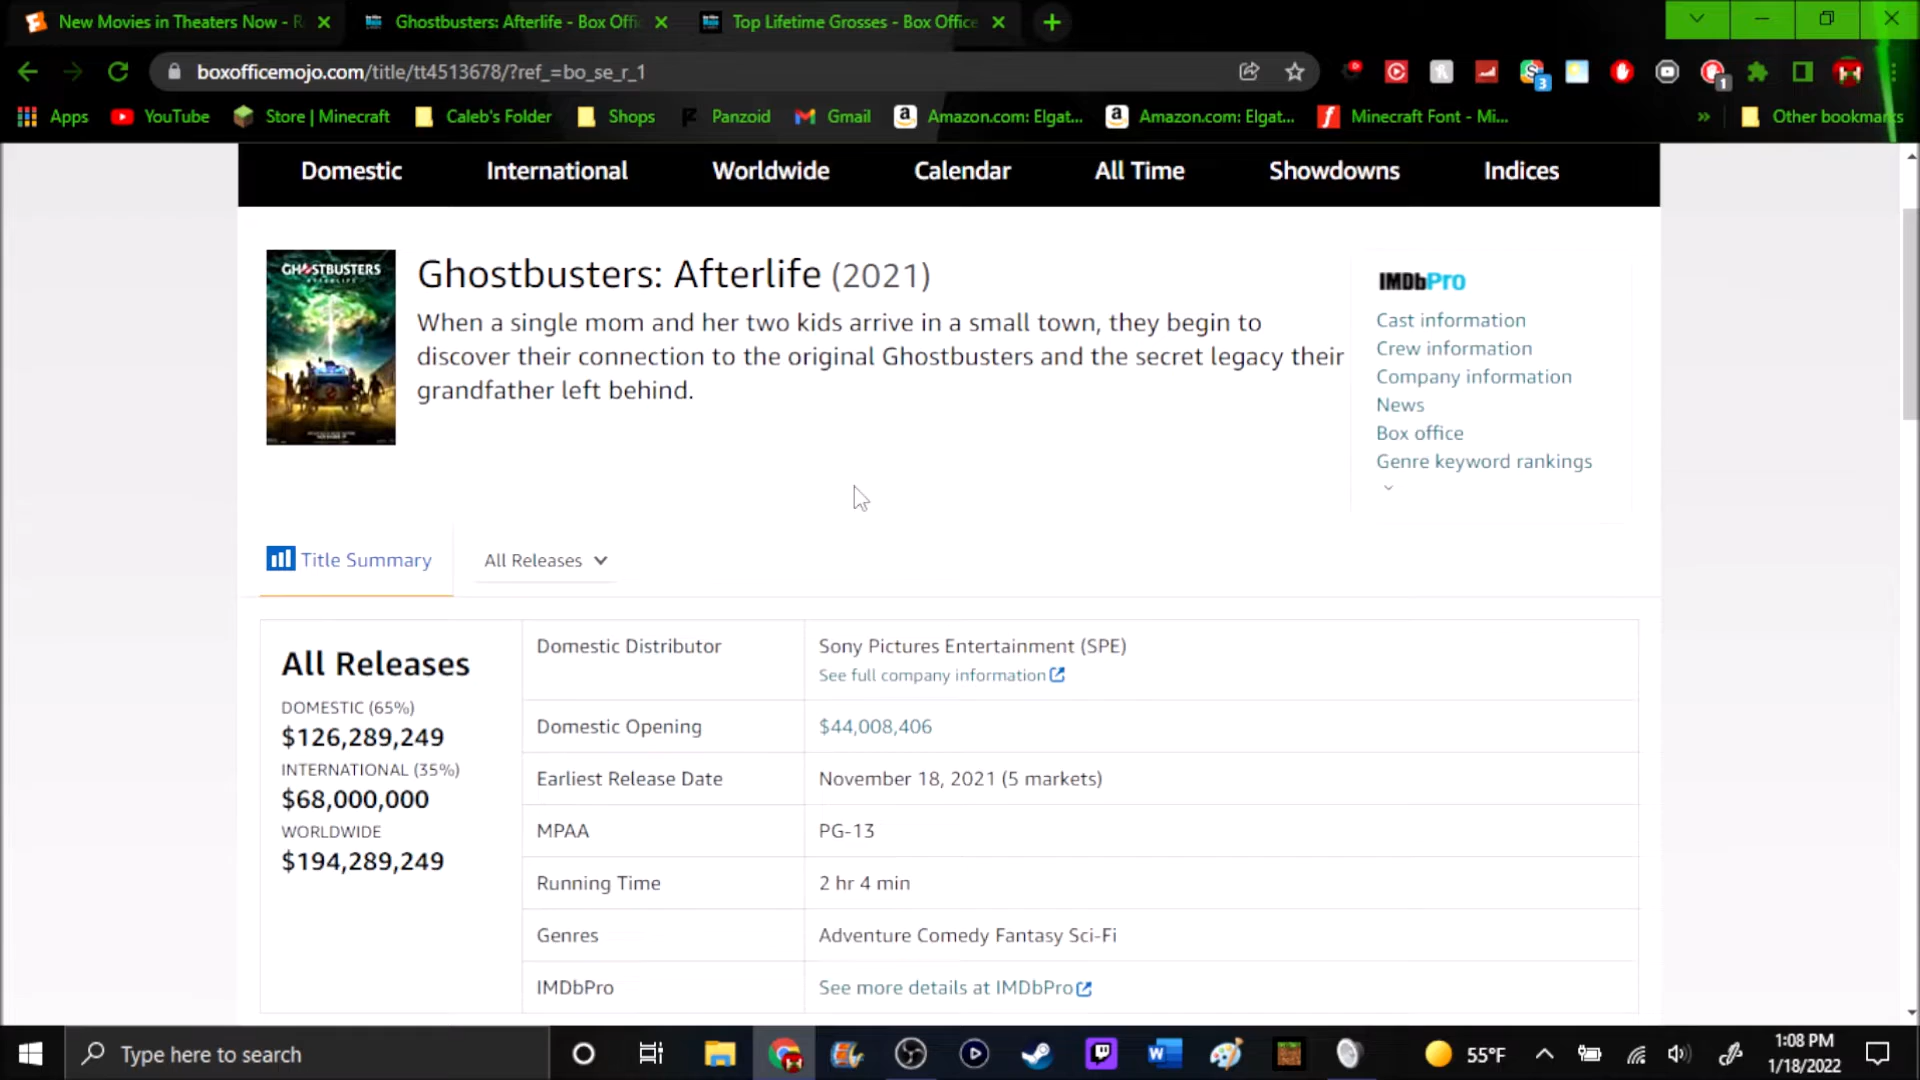 New Movies in Theaters Now - R
Ghostbusters: Afterlife - Box Offi
Top Lifetime Grosses - Box Office
boxofficemojo.com/title/tt4513678/?ref_=bo_se_r_1
3
1
Apps
YouTube
Store | Minecraft
Caleb's Folder
Shops
Panzoid
Gmail
Amazon.com: Elgat...
Amazon.com: Elgat...
Minecraft Font - Mi...
»
Other bookmarks
Domestic
International
Worldwide
Calendar
All Time
Showdowns
Indices
GHOSTBUSTERS
AFTERLIFE
Ghostbusters: Afterlife (2021)
When a single mom and her two kids arrive in a small town, they begin to
discover their connection to the original Ghostbusters and the secret legacy their
grandfather left behind.
IMDbPro
Cast information
Crew information
Company information
News
Box office
Genre keyword rankings
Title Summary
All Releases
All Releases
DOMESTIC (65%)
$126,289,249
INTERNATIONAL (35%)
$68,000,000
WORLDWIDE
$194,289,249
Domestic Distributor
Sony Pictures Entertainment (SPE)
See full company information
Domestic Opening
$44,008,406
Earliest Release Date
November 18, 2021 (5 markets)
MPAA
PG-13
Running Time
2 hr 4 min
Genres
Adventure Comedy Fantasy Sci-Fi
IMDbPro
See more details at IMDbPro
Type here to search
55°F
1:08 PM
1/18/2022